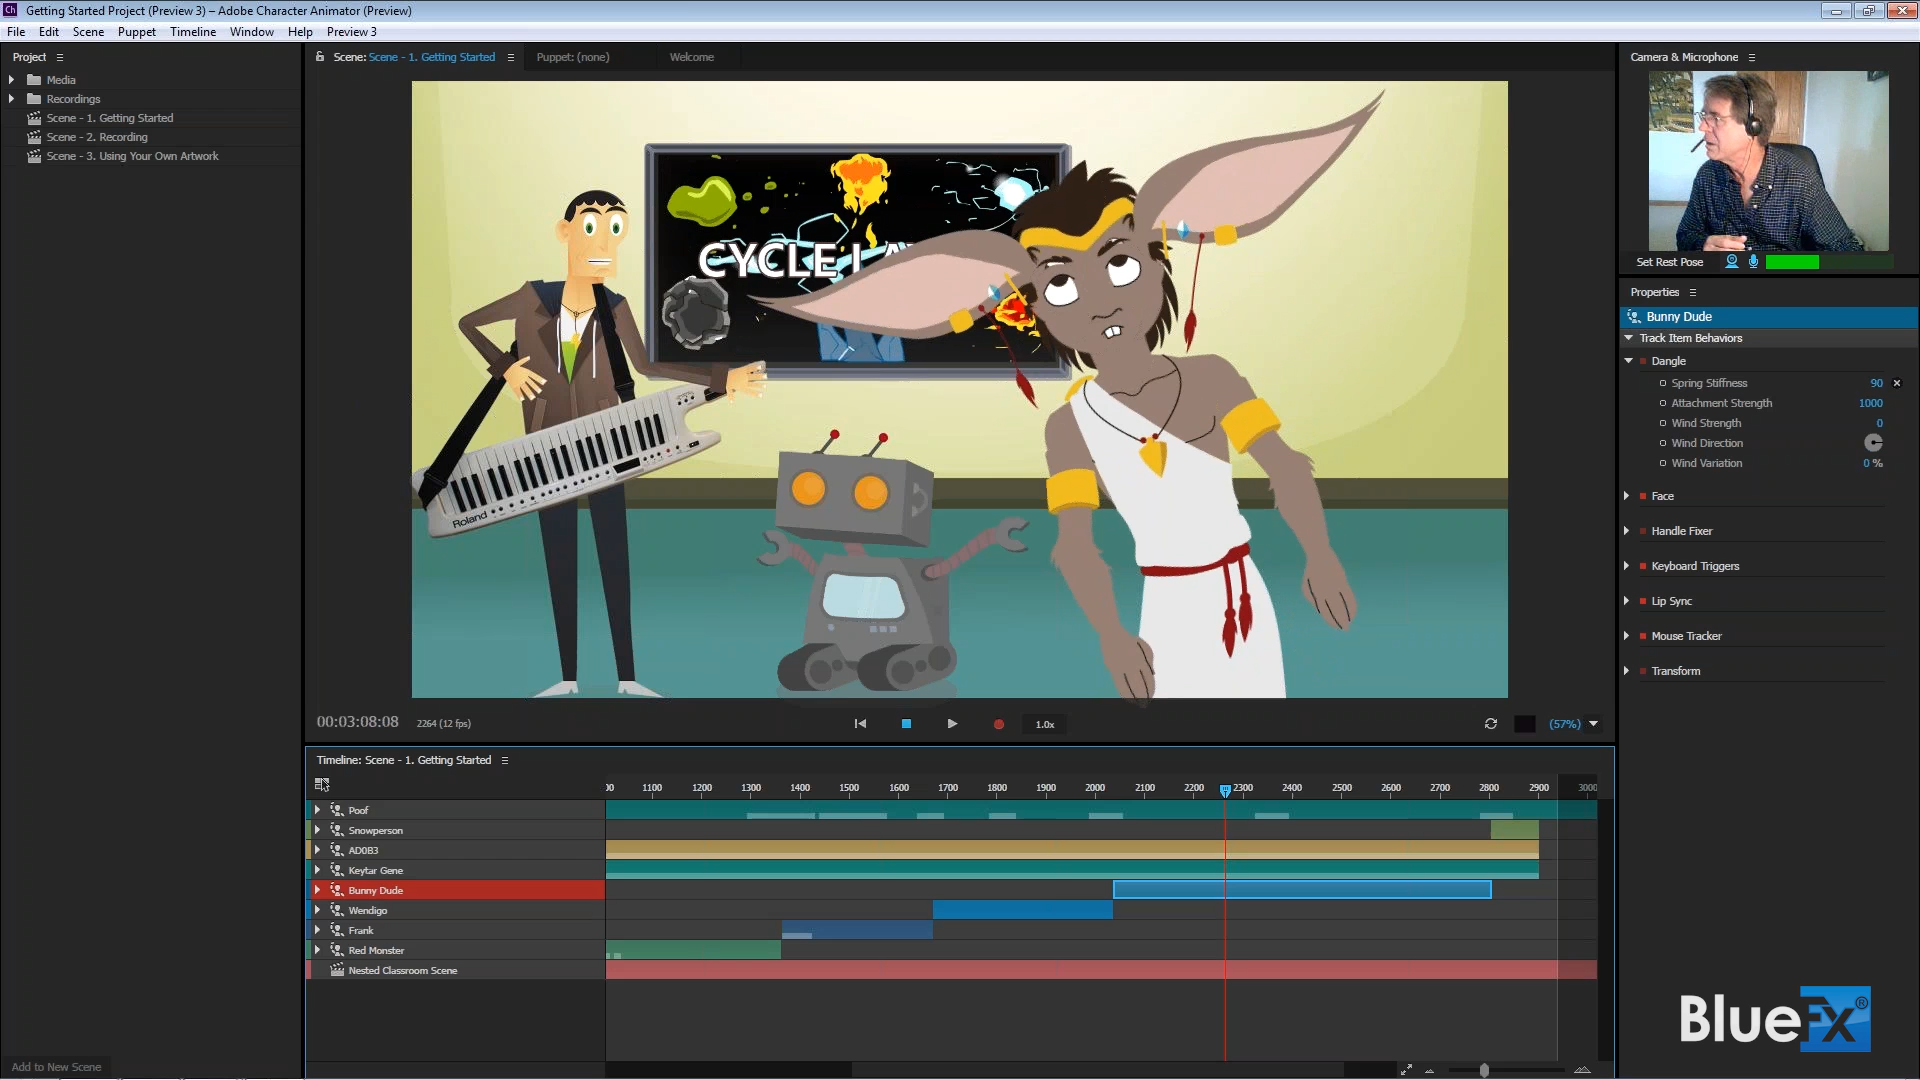 Ch Getting Started Project (Preview 3) – Adobe Character Animator (Preview)
File Edit Scene Puppet Timeline Window Help Preview 3
Project
Media
Recordings
Scene - 1. Getting Started
Scene - 2. Recording
Scene - 3. Using Your Own Artwork
Add to New Scene
Scene: Scene - 1. Getting Started Puppet: (none) Welcome
CYCLE LA
Roland
00:03:08:08 2264 (12 fps) 1.0x (57%)
Timeline: Scene - 1. Getting Started
00 1100 1200 1300 1400 1500 1600 1700 1800 1900 2000 2100 2200 2300 2400 2500 2600 2700 2800 2900 3000
Poof
Snowperson
AD0B3
Keytar Gene
Bunny Dude
Wendigo
Frank
Red Monster
Nested Classroom Scene
Camera & Microphone
Set Rest Pose
Properties
Bunny Dude
Track Item Behaviors
Dangle
Spring Stiffness 90
Attachment Strength 1000
Wind Strength 0
Wind Direction
Wind Variation 0 %
Face
Handle Fixer
Keyboard Triggers
Lip Sync
Mouse Tracker
Transform
BlueFx®